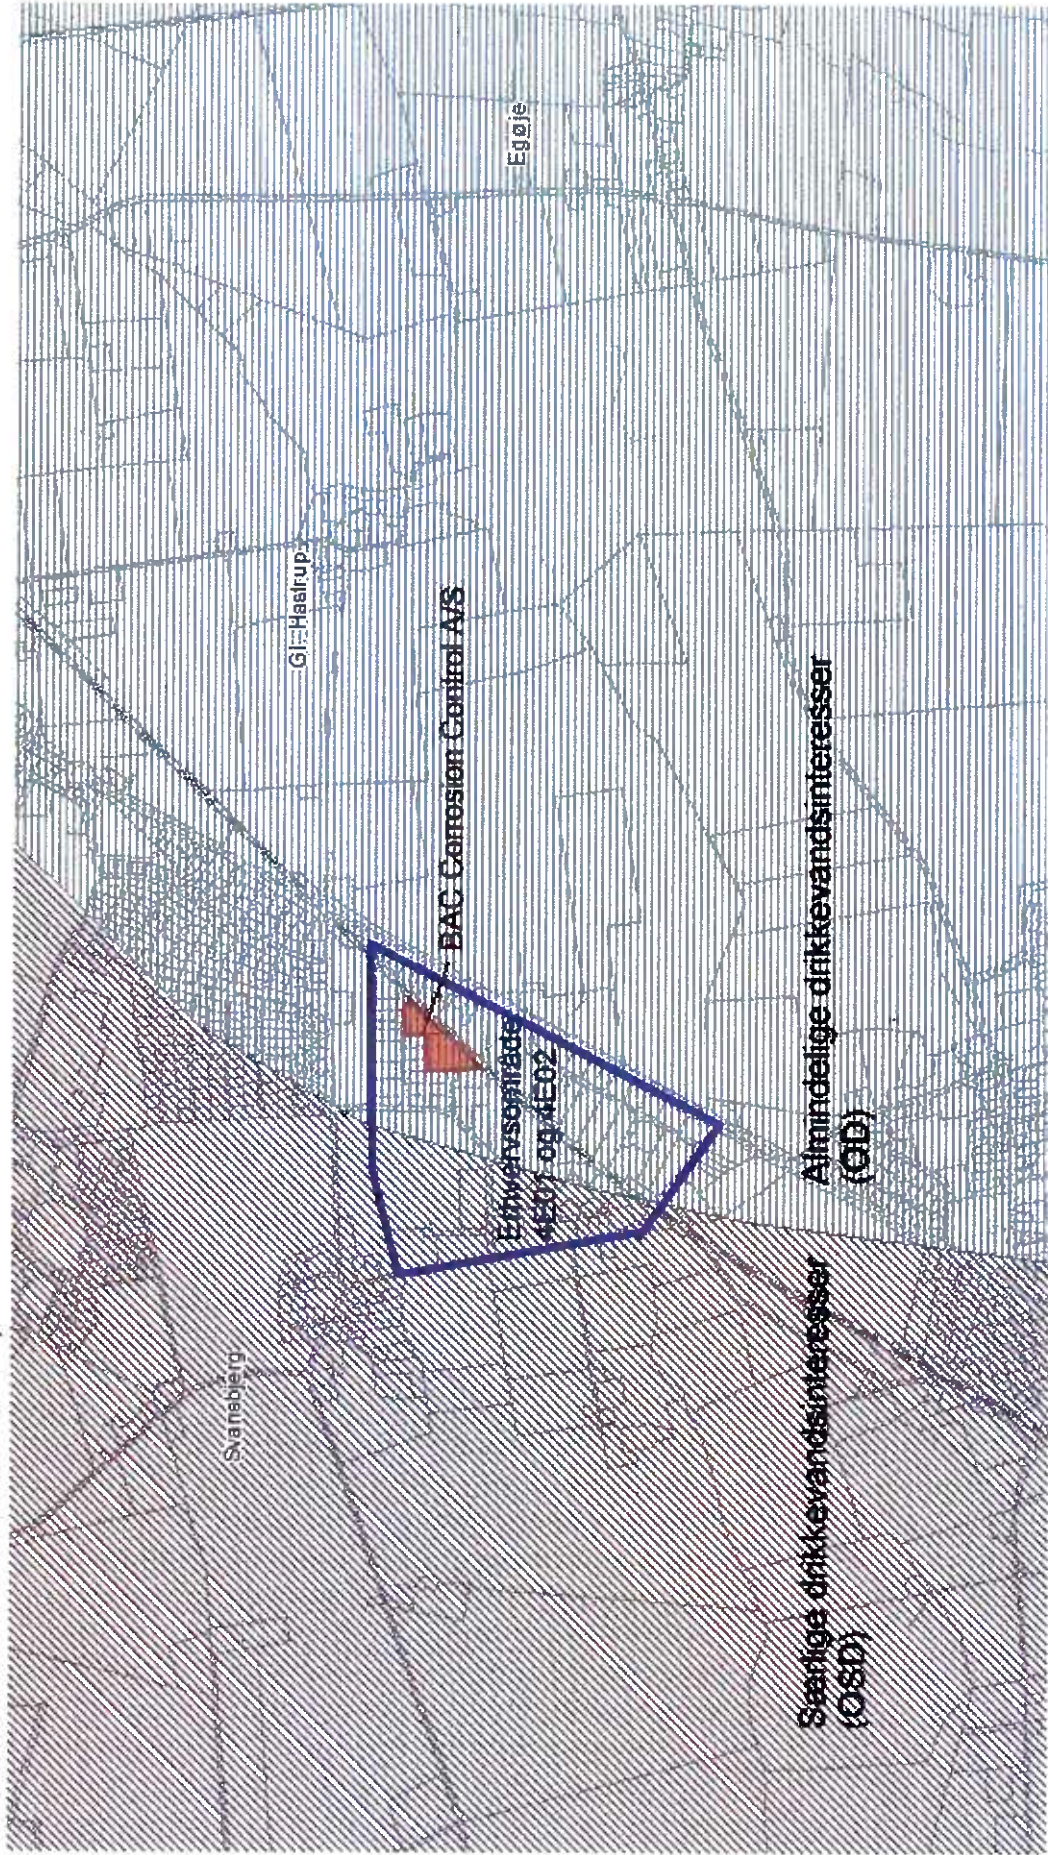 Svansbjerg
Gl. Hastrup
Egøje
BAC Corrosion Control A/S
Erhvervsområde
4E01 og 4E02
Særlige drikkevandsinteresser
(OSD)
Almindelige drikkevandsinteresser
(OD)